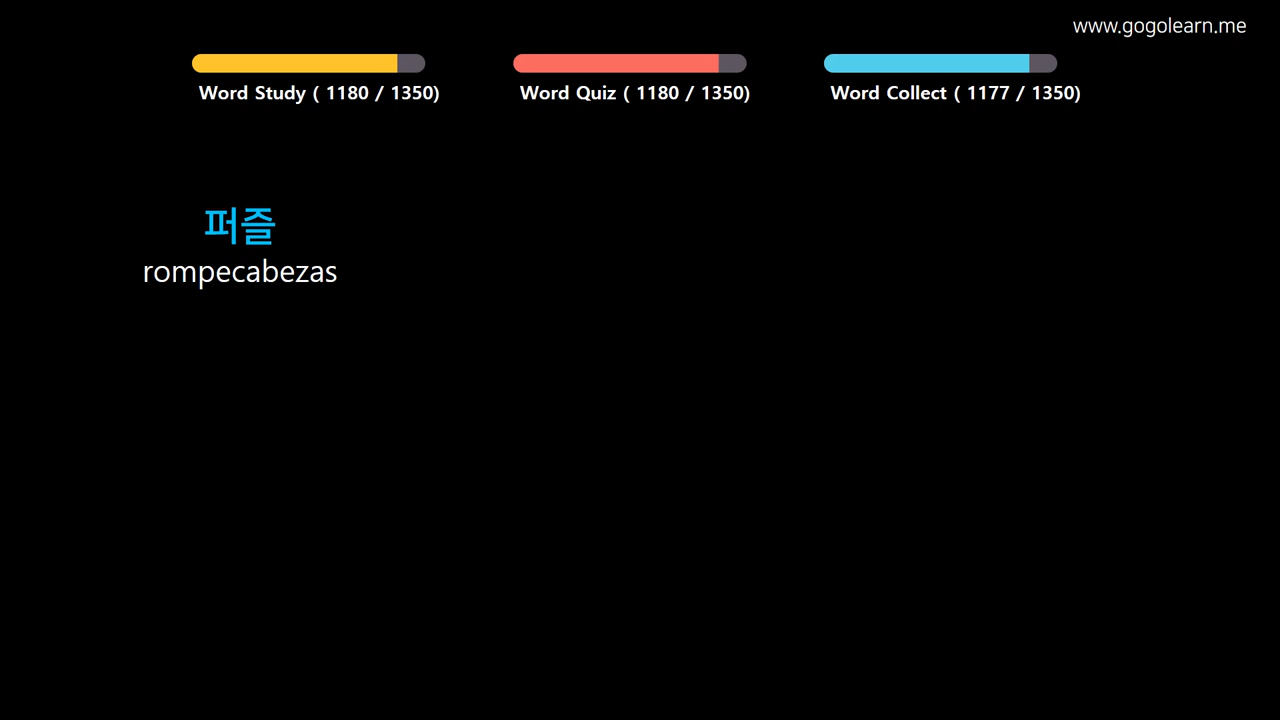 www.gogolearn.me
Word Study ( 1180 / 1350)
Word Quiz ( 1180 / 1350)
Word Collect ( 1177 / 1350)
퍼즐
rompecabezas